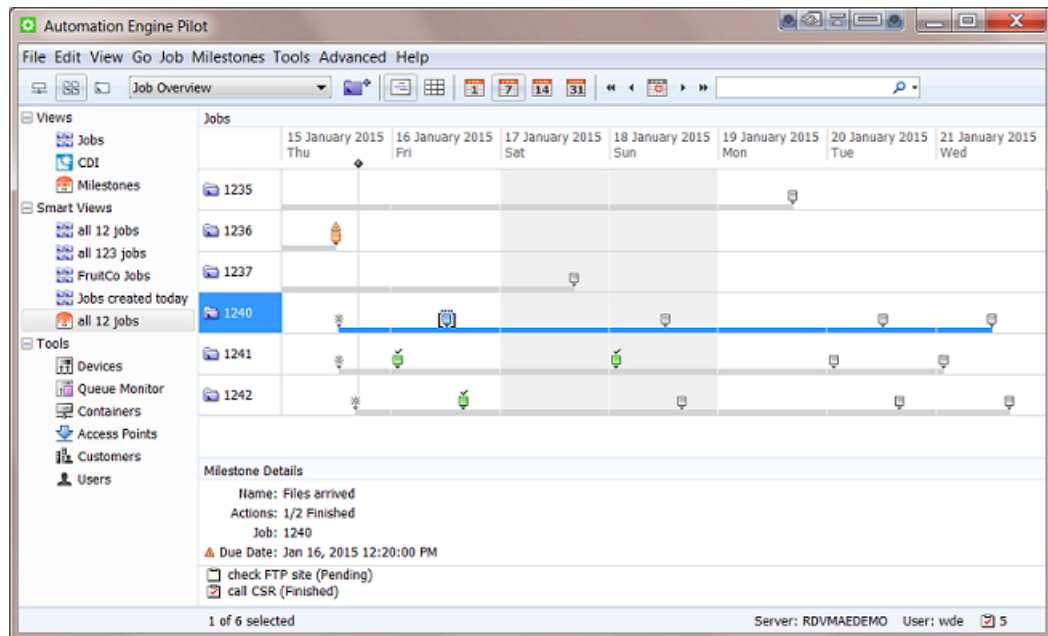 Automation Engine Pilot
File Edit View Go Job Milestones Tools Advanced Help
Job Overview
1 7 14 31
Views
Jobs
CDI
Milestones
Smart Views
all 12 jobs
all 123 jobs
FruitCo Jobs
Jobs created today
all 12 jobs
Tools
Devices
Queue Monitor
Containers
Access Points
Customers
Users
Jobs
15 January 2015 16 January 2015 17 January 2015 18 January 2015 19 January 2015 20 January 2015 21 January 2015
Thu Fri Sat Sun Mon Tue Wed
1235
1236
1237
1240
1241
1242
Milestone Details
Name: Files arrived
Actions: 1/2 Finished
Job: 1240
Due Date: Jan 16, 2015 12:20:00 PM
check FTP site (Pending)
call CSR (Finished)
1 of 6 selected Server: RDVMAEDEMO User: wde 5